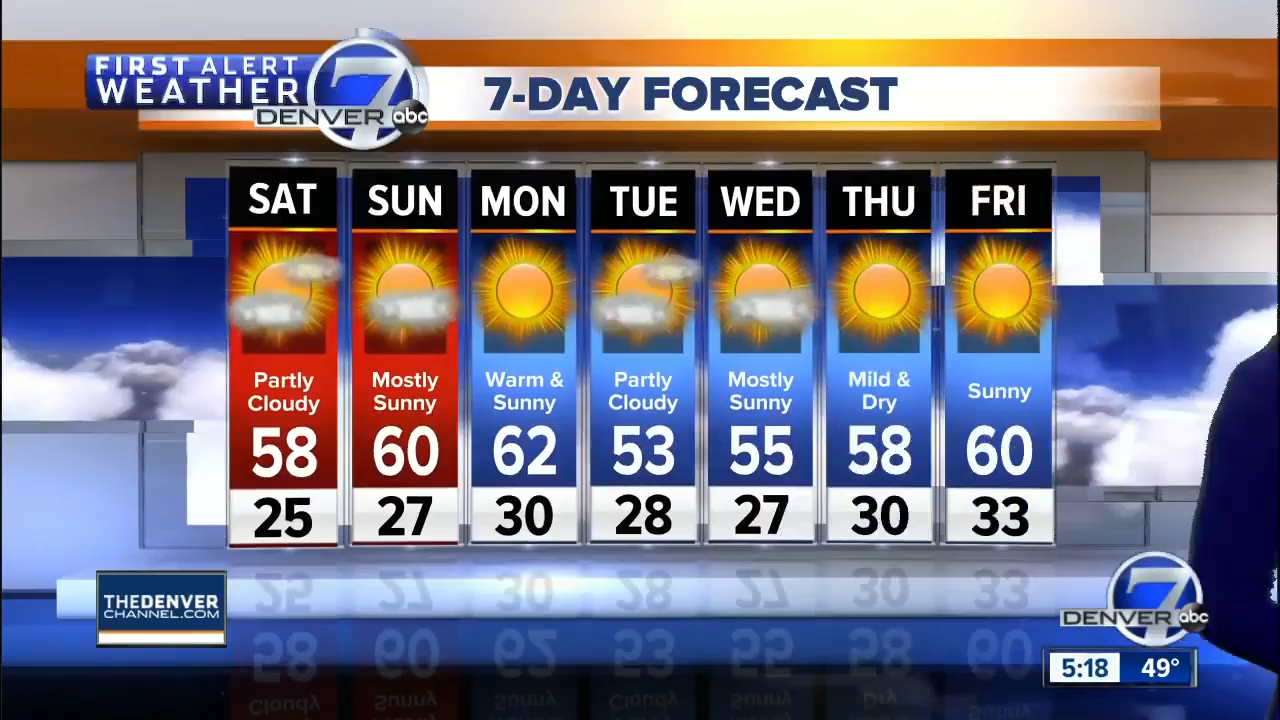 FIRST ALERT
WEATHER 7
DENVER abc
7-DAY FORECAST
SAT SUN MON TUE WED THU FRI
Partly Cloudy Mostly Sunny Warm & Sunny Partly Cloudy Mostly Sunny Mild & Dry Sunny
58 60 62 53 55 58 60
25 27 30 28 27 30 33
THEDENVER
CHANNEL.COM
DENVER 7 abc
5:18 49°